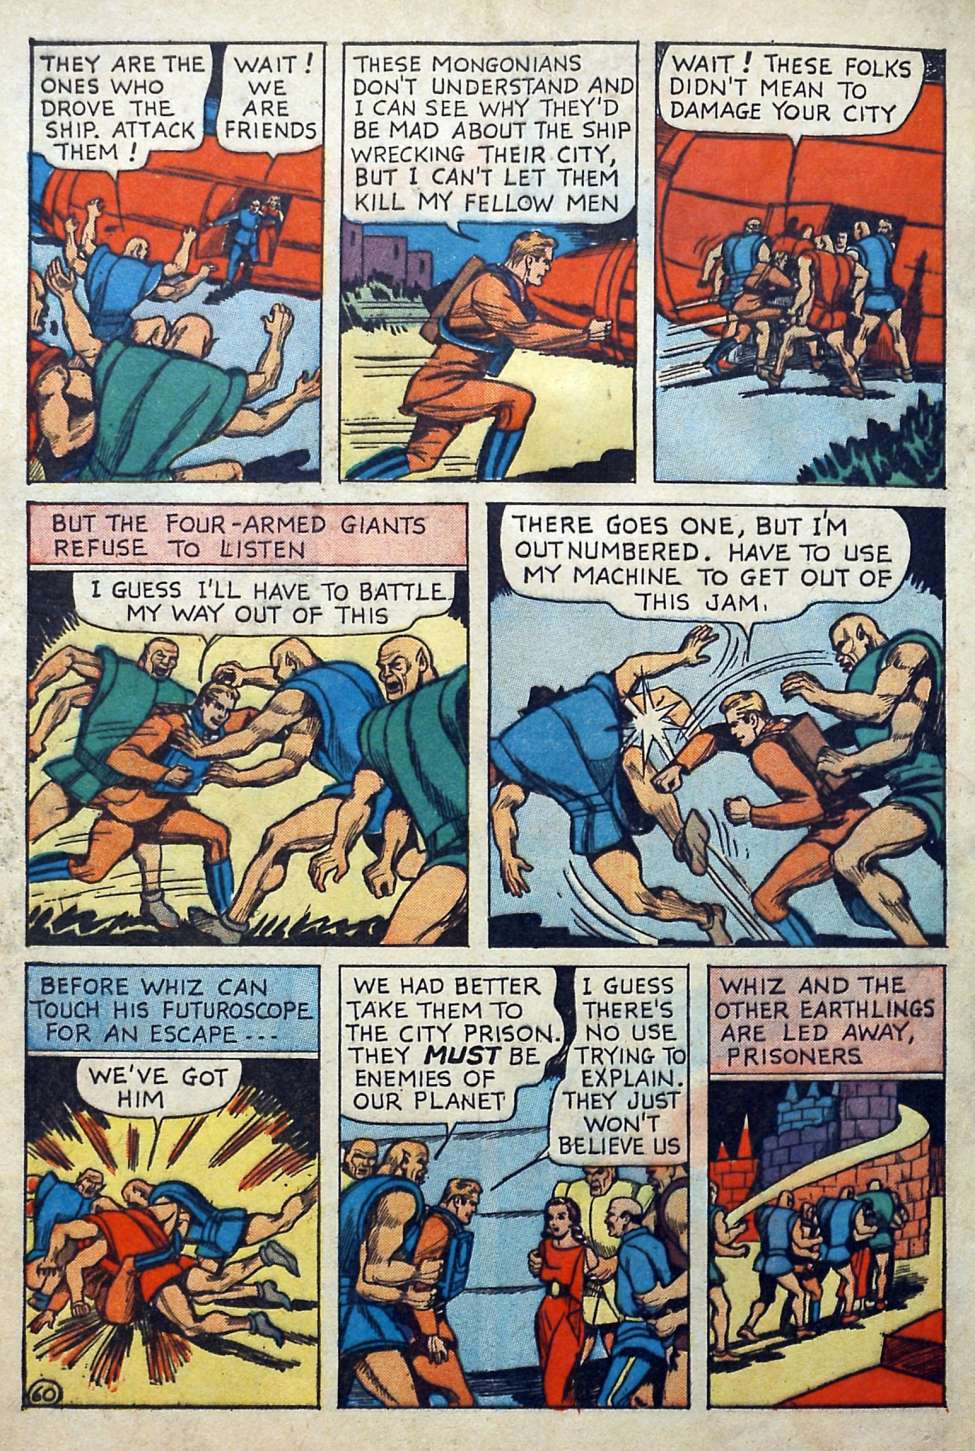 THEY ARE THE
ONES WHO
DROVE THE
SHIP. ATTACK
THEM!
WAIT!
WE
ARE
FRIENDS
THESE MONGONIANS
DON'T UNDERSTAND AND
I CAN SEE WHY THEY'D
BE MAD ABOUT THE SHIP
WRECKING THEIR CITY,
BUT I CAN'T LET THEM
KILL MY FELLOW MEN
WAIT! THESE FOLKS
DIDN'T MEAN TO
DAMAGE YOUR CITY
BUT THE FOUR-ARMED GIANTS
REFUSE TO LISTEN
I GUESS I'LL HAVE TO BATTLE
MY WAY OUT OF THIS
THERE GOES ONE, BUT I'M
OUTNUMBERED. HAVE TO USE
MY MACHINE TO GET OUT OF
THIS JAM.
BEFORE WHIZ CAN
TOUCH HIS FUTUROSCOPE
FOR AN ESCAPE ---
WE'VE GOT
HIM
60
WE HAD BETTER
TAKE THEM TO
THE CITY PRISON.
THEY MUST BE
ENEMIES OF
OUR PLANET
I GUESS
THERE'S
NO USE
TRYING TO
EXPLAIN.
THEY JUST
WON'T
BELIEVE US
WHIZ AND THE
OTHER EARTHLINGS
ARE LED AWAY,
PRISONERS